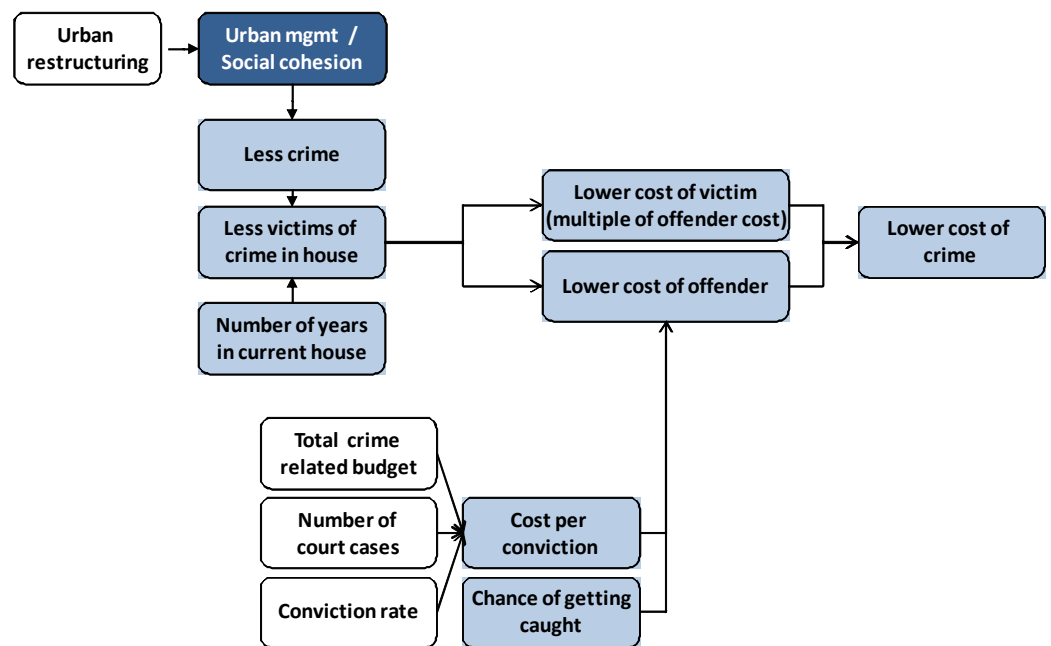 Urban
restructuring
Urban mgmt /
Social cohesion
Less crime
Less victims of
crime in house
Number of years
in current house
Lower cost of victim
(multiple of offender cost)
Lower cost of offender
Lower cost of
crime
Total crime
related budget
Number of
court cases
Conviction rate
Cost per
conviction
Chance of getting
caught